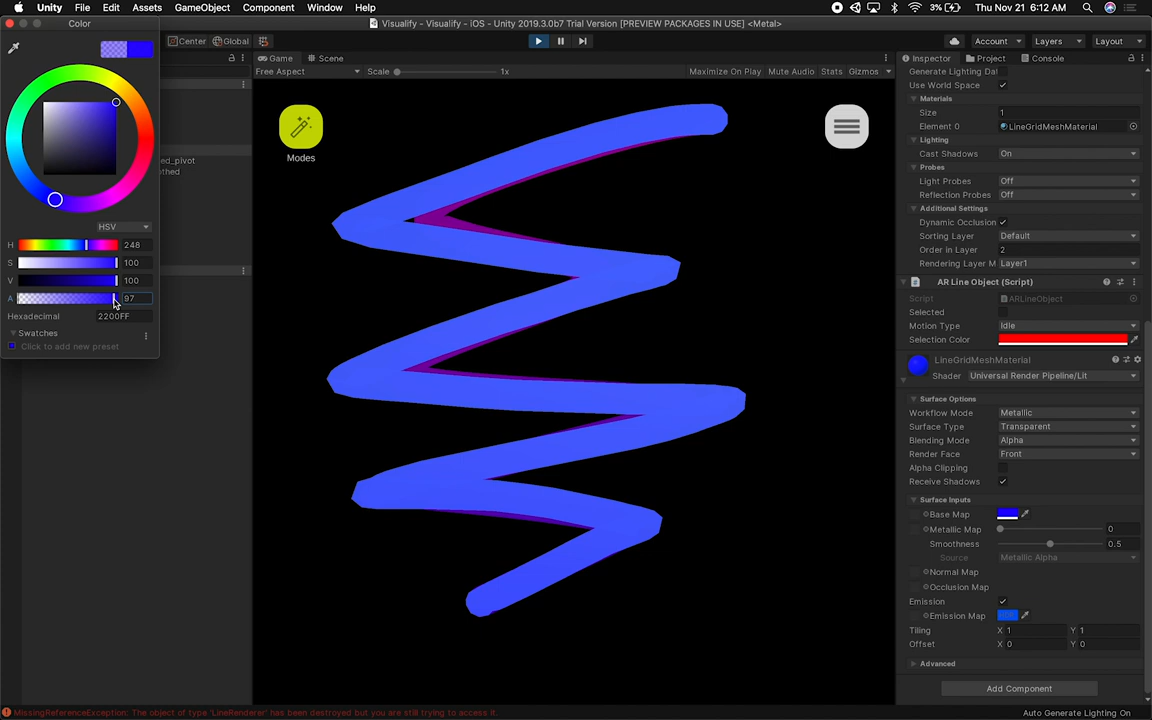 Unity File Edit Assets GameObject Component Window Help 3% Thu Nov 21 6:12 AM
Color
Visualify - Visualify - iOS - Unity 2019.3.0b7 Trial Version [PREVIEW PACKAGES IN USE] <Metal>
Center Global Account Layers Layout
Game Scene Inspector Project Console
Free Aspect Scale 1x Maximize On Play Mute Audio Stats Gizmos
Generate Lighting Dat
Use World Space
Materials
Size 1
Element 0 LineGridMeshMaterial
Lighting
Cast Shadows On
Modes
ed_pivot
thed
Probes
Light Probes Off
Reflection Probes Off
Additional Settings
Dynamic Occlusion
Sorting Layer Default
Order in Layer 2
Rendering Layer M Layer1
HSV
H 248
S 100
V 100
A 97
Hexadecimal 2200FF
Swatches
Click to add new preset
AR Line Object (Script)
Script ARLineObject
Selected
Motion Type Idle
Selection Color
LineGridMeshMaterial
Shader Universal Render Pipeline/Lit
Surface Options
Workflow Mode Metallic
Surface Type Transparent
Blending Mode Alpha
Render Face Front
Alpha Clipping
Receive Shadows
Surface Inputs
Base Map
Metallic Map 0
Smoothness 0.5
Source Metallic Alpha
Normal Map
Occlusion Map
Emission
Emission Map
Tiling X 1 Y 1
Offset X 0 Y 0
Advanced
Add Component
MissingReferenceException: The object of type 'LineRenderer' has been destroyed but you are still trying to access it.
Auto Generate Lighting On